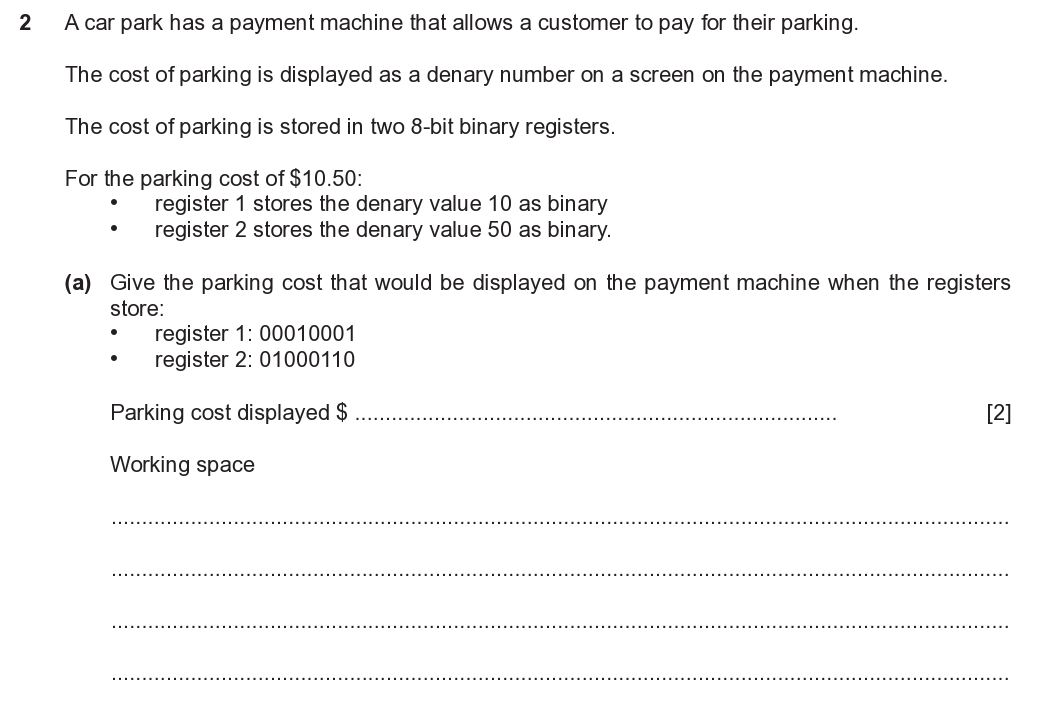 2 A car park has a payment machine that allows a customer to pay for their parking.
The cost of parking is displayed as a denary number on a screen on the payment machine.
The cost of parking is stored in two 8-bit binary registers.
For the parking cost of $10.50:
• register 1 stores the denary value 10 as binary
• register 2 stores the denary value 50 as binary.
(a) Give the parking cost that would be displayed on the payment machine when the registers
store:
• register 1: 00010001
• register 2: 01000110
Parking cost displayed $ ............................................................................... [2]
Working space
...................................................................................................................................................
...................................................................................................................................................
...................................................................................................................................................
...................................................................................................................................................